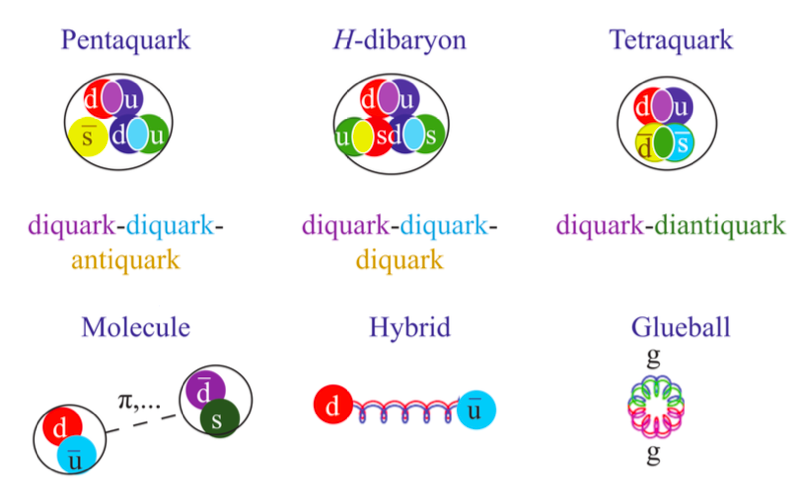 Pentaquark
H-dibaryon
Tetraquark
d u
s̅ d u
d u
u s d s
d u
d̅ s̅
diquark-diquark-
antiquark
diquark-diquark-
diquark
diquark-diantiquark
Molecule
Hybrid
Glueball
d
u̅
π,...
d̅
s
d
u̅
g
g